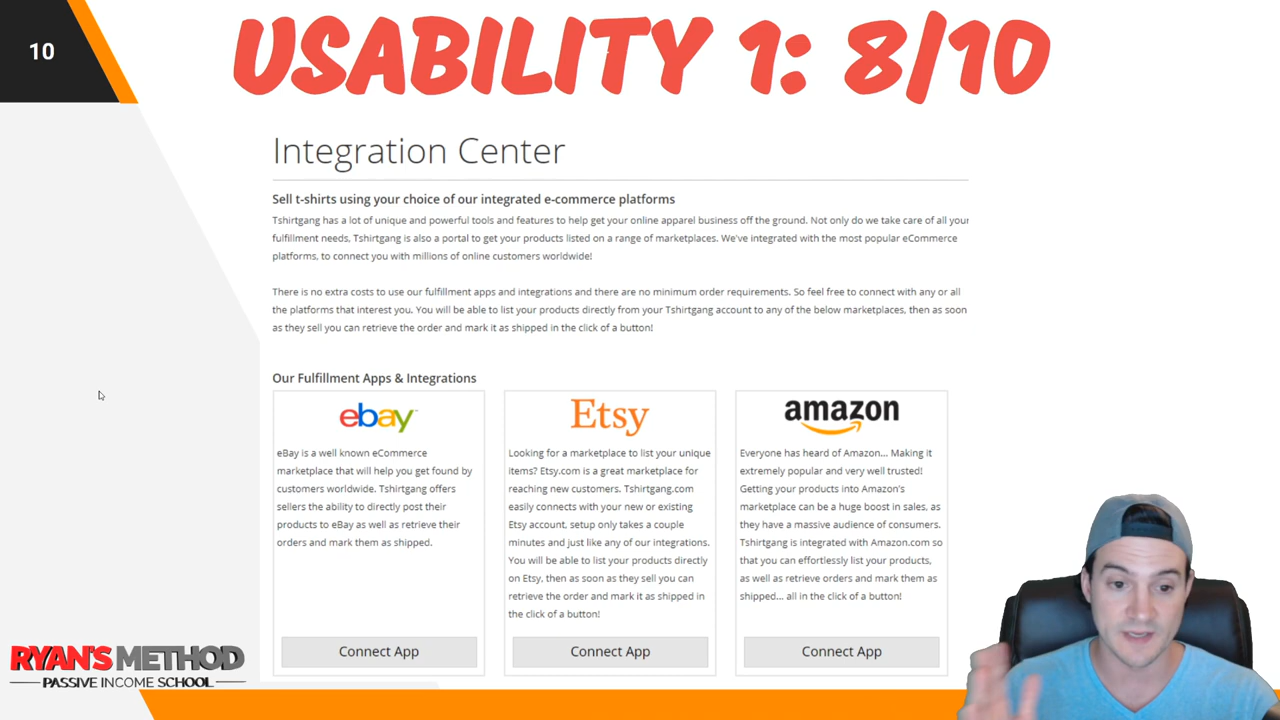 10
USABILITY 1: 8/10
Integration Center
Sell t-shirts using your choice of our integrated e-commerce platforms
Tshirtgang has a lot of unique and powerful tools and features to help get your online apparel business off the ground. Not only do we take care of all your
fulfillment needs, Tshirtgang is also a portal to get your products listed on a range of marketplaces. We've integrated with the most popular eCommerce
platforms, to connect you with millions of online customers worldwide!
There is no extra costs to use our fulfillment apps and integrations and there are no minimum order requirements. So feel free to connect with any or all
the platforms that interest you. You will be able to list your products directly from your Tshirtgang account to any of the below marketplaces, then as soon
as they sell you can retrieve the order and mark it as shipped in the click of a button!
Our Fulfillment Apps & Integrations
ebay
eBay is a well known eCommerce
marketplace that will help you get found by
customers worldwide. Tshirtgang offers
sellers the ability to directly post their
products to eBay as well as retrieve their
orders and mark them as shipped.
Connect App
Etsy
Looking for a marketplace to list your unique
items? Etsy.com is a great marketplace for
reaching new customers. Tshirtgang.com
easily connects with your new or existing
Etsy account, setup only takes a couple
minutes and just like any of our integrations.
You will be able to list your products directly
on Etsy, then as soon as they sell you can
retrieve the order and mark it as shipped in
the click of a button!
Connect App
amazon
Everyone has heard of Amazon... Making it
extremely popular and very well trusted!
Getting your products into Amazon's
marketplace can be a huge boost in sales, as
they have a massive audience of consumers.
Tshirtgang is integrated with Amazon.com so
that you can effortlessly list your products,
as well as retrieve orders and mark them as
shipped... all in the click of a button!
Connect App
RYAN'S METHOD
PASSIVE INCOME SCHOOL